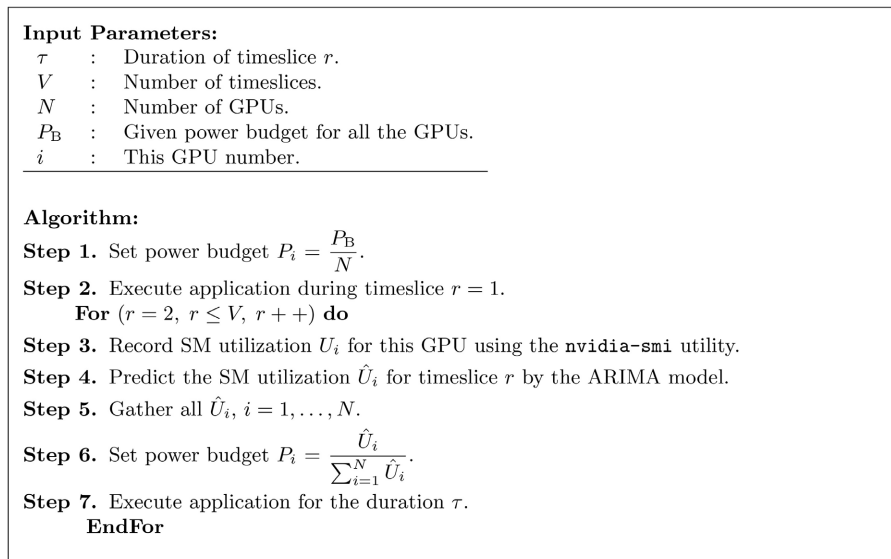 Input Parameters:
τ : Duration of timeslice r.
V : Number of timeslices.
N : Number of GPUs.
P_B : Given power budget for all the GPUs.
i : This GPU number.
Algorithm:
Step 1. Set power budget P_i = P_B / N.
Step 2. Execute application during timeslice r = 1.
For (r = 2, r ≤ V, r + +) do
Step 3. Record SM utilization U_i for this GPU using the nvidia-smi utility.
Step 4. Predict the SM utilization Û_i for timeslice r by the ARIMA model.
Step 5. Gather all Û_i, i = 1, . . . , N.
Step 6. Set power budget P_i = Û_i / ∑_{i=1}^{N} Û_i.
Step 7. Execute application for the duration τ.
EndFor